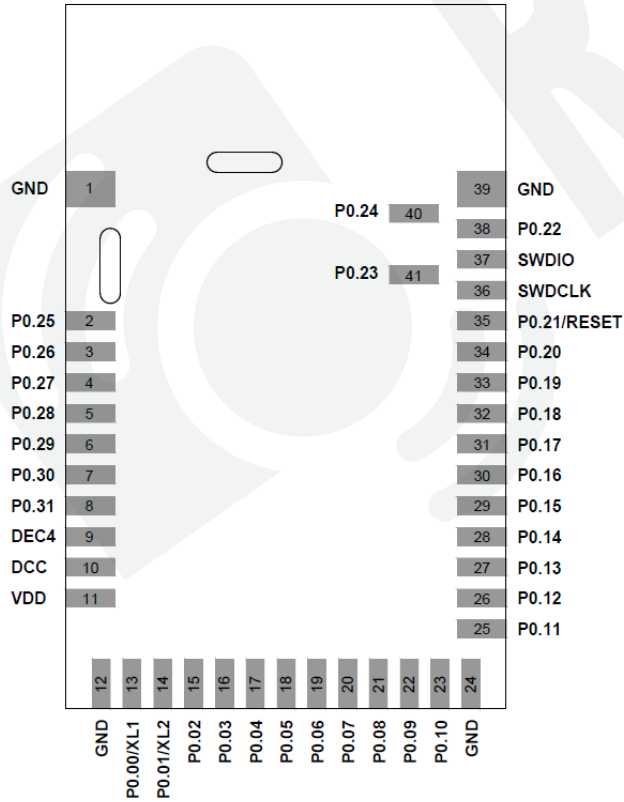 GND 1 39 GND
P0.24 40
38 P0.22
37 SWDIO
P0.23 41
36 SWDCLK
P0.25 2 35 P0.21/RESET
P0.26 3 34 P0.20
P0.27 4 33 P0.19
P0.28 5 32 P0.18
P0.29 6 31 P0.17
P0.30 7 30 P0.16
P0.31 8 29 P0.15
DEC4 9 28 P0.14
DCC 10 27 P0.13
VDD 11 26 P0.12
25 P0.11
12 13 14 15 16 17 18 19 20 21 22 23 24
GND P0.00/XL1 P0.01/XL2 P0.02 P0.03 P0.04 P0.05 P0.06 P0.07 P0.08 P0.09 P0.10 GND